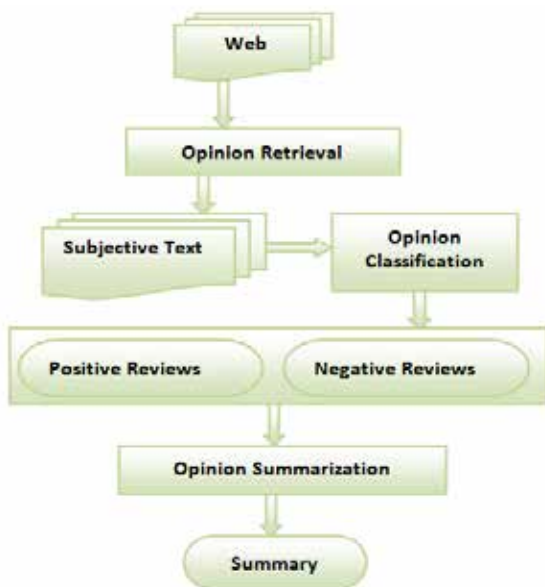 Web
Opinion Retrieval
Subjective Text
Opinion
Classification
Positive Reviews
Negative Reviews
Opinion Summarization
Summary